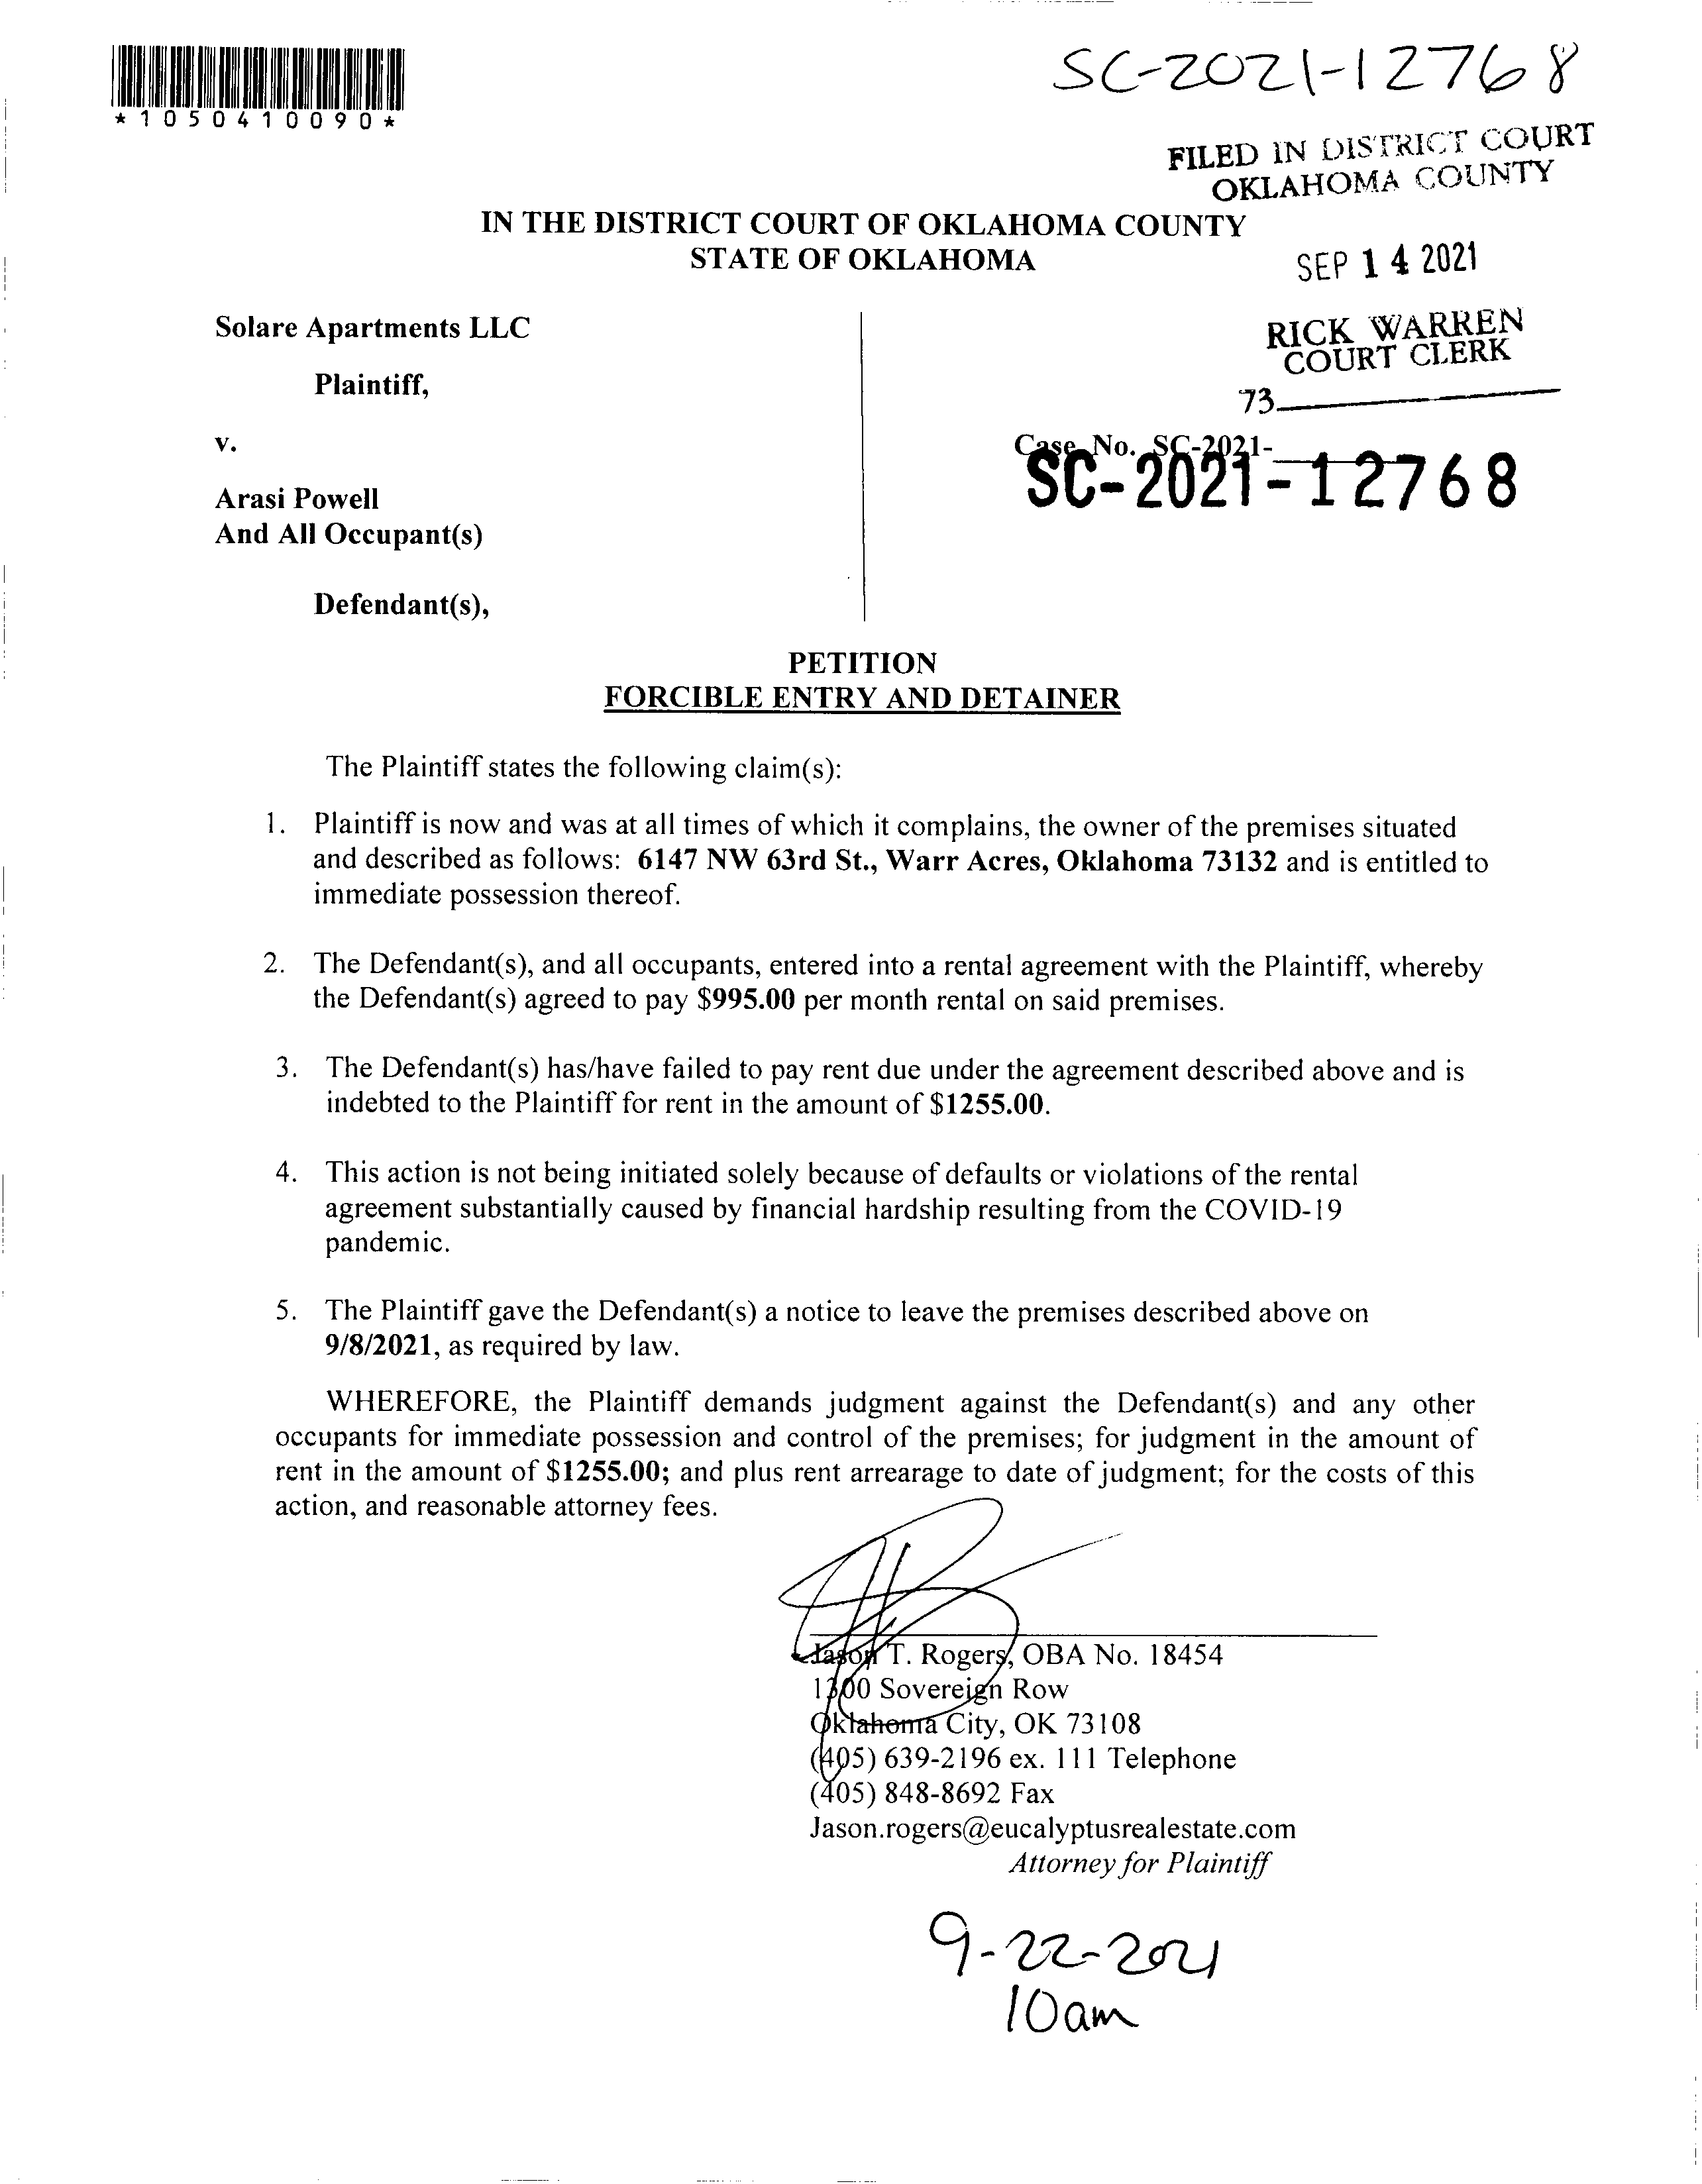 SC-2021-12768
*1050410090*
FILED IN DISTRICT COURT
OKLAHOMA COUNTY
IN THE DISTRICT COURT OF OKLAHOMA COUNTY
STATE OF OKLAHOMA
SEP 14 2021
Solare Apartments LLC
RICK WARREN
COURT CLERK
Plaintiff,
73
v.
Case No. SC-2021-
SC-2021-12768
Arasi Powell
And All Occupant(s)
Defendant(s),
PETITION
FORCIBLE ENTRY AND DETAINER
The Plaintiff states the following claim(s):
1. Plaintiff is now and was at all times of which it complains, the owner of the premises situated
and described as follows: 6147 NW 63rd St., Warr Acres, Oklahoma 73132 and is entitled to
immediate possession thereof.
2. The Defendant(s), and all occupants, entered into a rental agreement with the Plaintiff, whereby
the Defendant(s) agreed to pay $995.00 per month rental on said premises.
3. The Defendant(s) has/have failed to pay rent due under the agreement described above and is
indebted to the Plaintiff for rent in the amount of $1255.00.
4. This action is not being initiated solely because of defaults or violations of the rental
agreement substantially caused by financial hardship resulting from the COVID-19
pandemic.
5. The Plaintiff gave the Defendant(s) a notice to leave the premises described above on
9/8/2021, as required by law.
WHEREFORE, the Plaintiff demands judgment against the Defendant(s) and any other
occupants for immediate possession and control of the premises; for judgment in the amount of
rent in the amount of $1255.00; and plus rent arrearage to date of judgment; for the costs of this
action, and reasonable attorney fees.
Jason T. Rogers, OBA No. 18454
1300 Sovereign Row
Oklahoma City, OK 73108
(405) 639-2196 ex. 111 Telephone
(405) 848-8692 Fax
Jason.rogers@eucalyptusrealestate.com
Attorney for Plaintiff
9-22-2021
10am